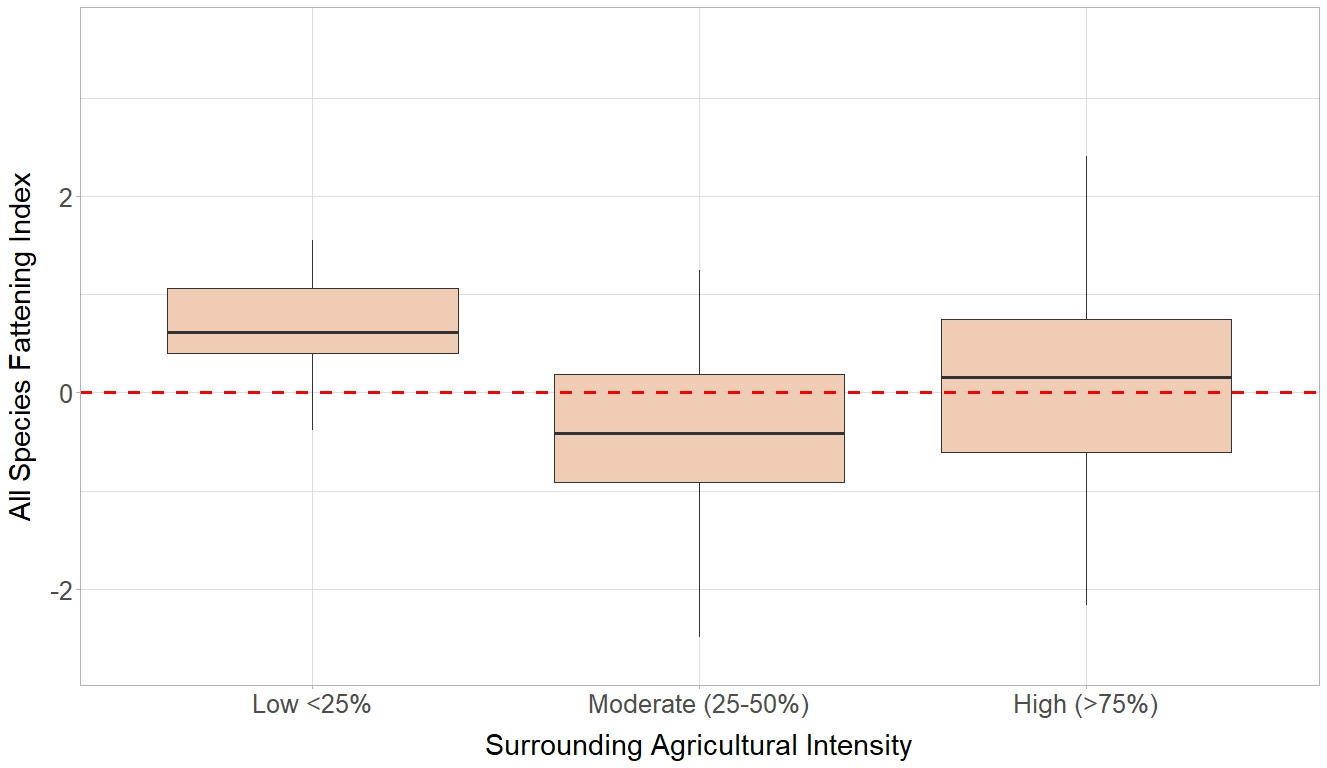 All Species Fattening Index
2
0
-2
Low <25%
Moderate (25-50%)
High (>75%)
Surrounding Agricultural Intensity